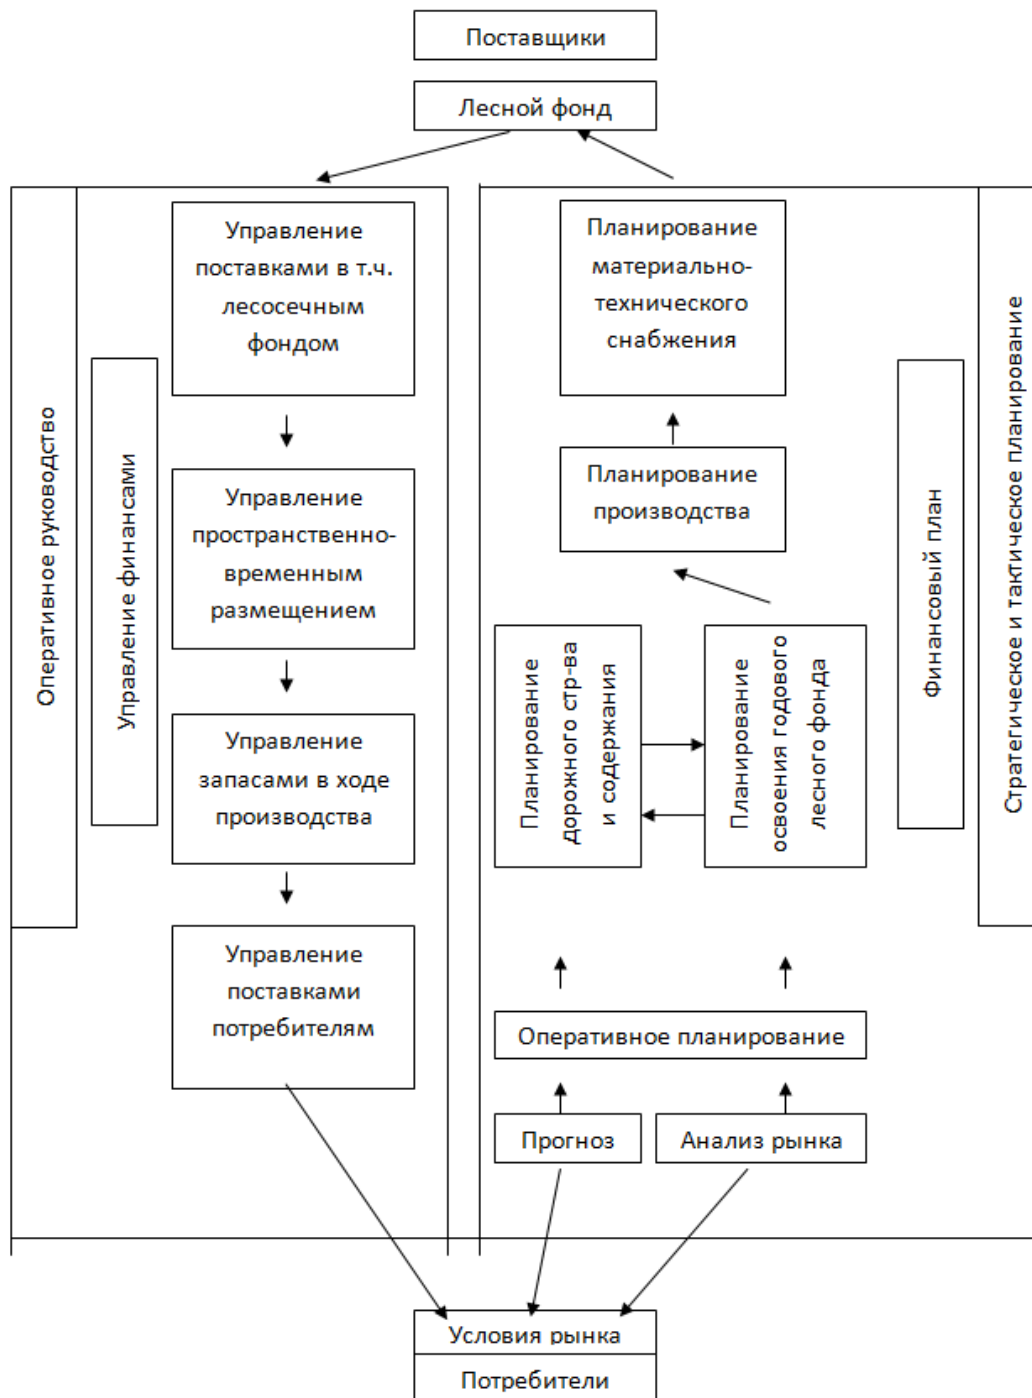 Поставщики
Лесной фонд
Оперативное руководство
Управление финансами
Управление
поставками в т.ч.
лесосечным
фондом
Управление
пространственно-
временным
размещением
Управление
запасами в ходе
производства
Управление
поставками
потребителям
Планирование
материально-
технического
снабжения
Планирование
производства
Планирование
дорожного стр-ва
и содержания
Планирование
освоения годового
лесного фонда
Финансовый план
Стратегическое и тактическое планирование
Оперативное планирование
Прогноз
Анализ рынка
Условия рынка
Потребители